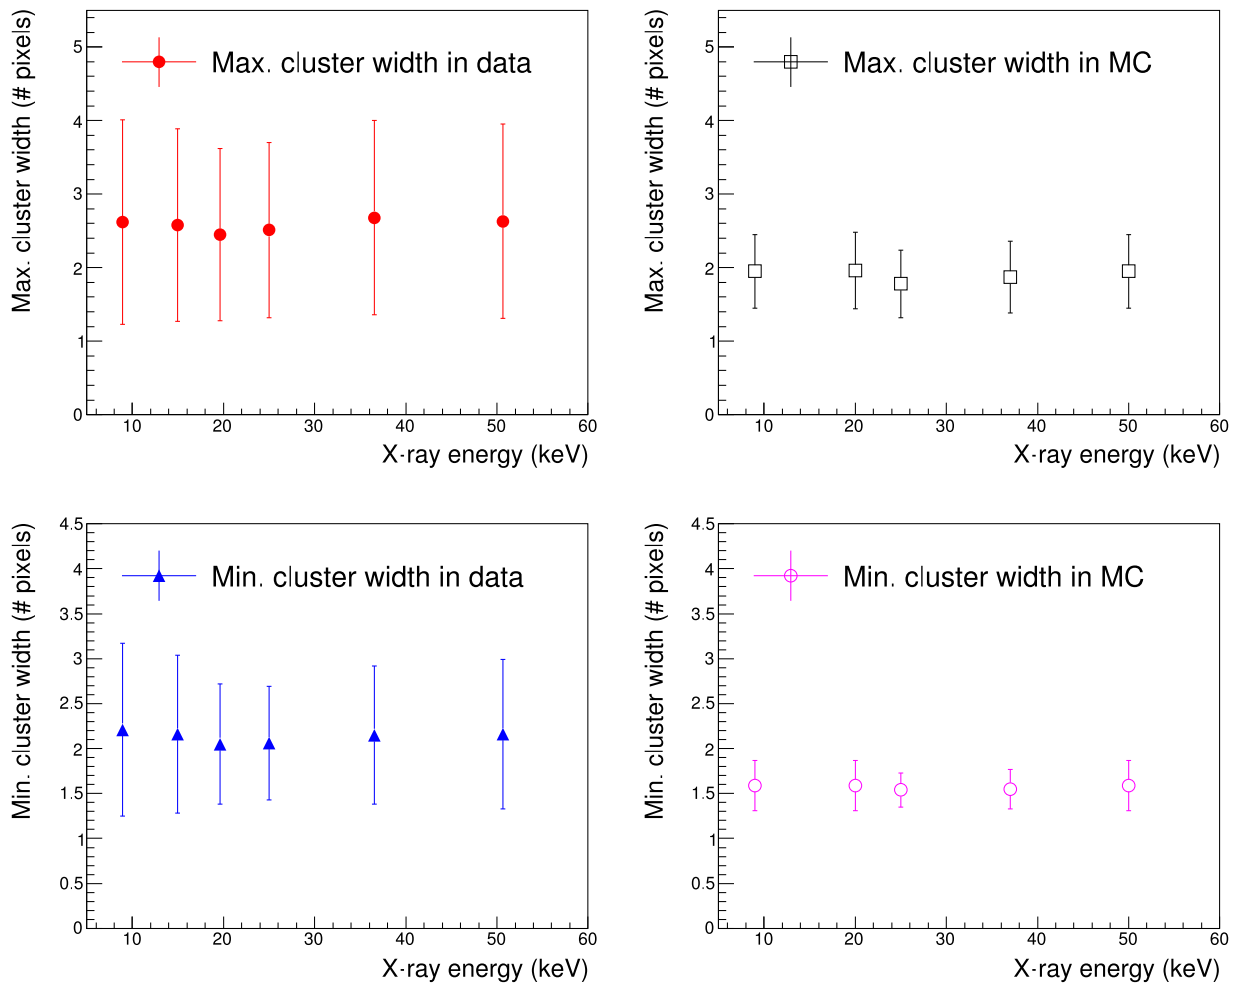 Max. cluster width (# pixels)
5
4
3
2
1
0
Max. cluster width in data
10 20 30 40 50 60
X-ray energy (keV)
Max. cluster width (# pixels)
5
4
3
2
1
0
Max. cluster width in MC
10 20 30 40 50 60
X-ray energy (keV)
Min. cluster width (# pixels)
4.5
4
3.5
3
2.5
2
1.5
1
0.5
0
Min. cluster width in data
10 20 30 40 50 60
X-ray energy (keV)
Min. cluster width (# pixels)
4.5
4
3.5
3
2.5
2
1.5
1
0.5
0
Min. cluster width in MC
10 20 30 40 50 60
X-ray energy (keV)